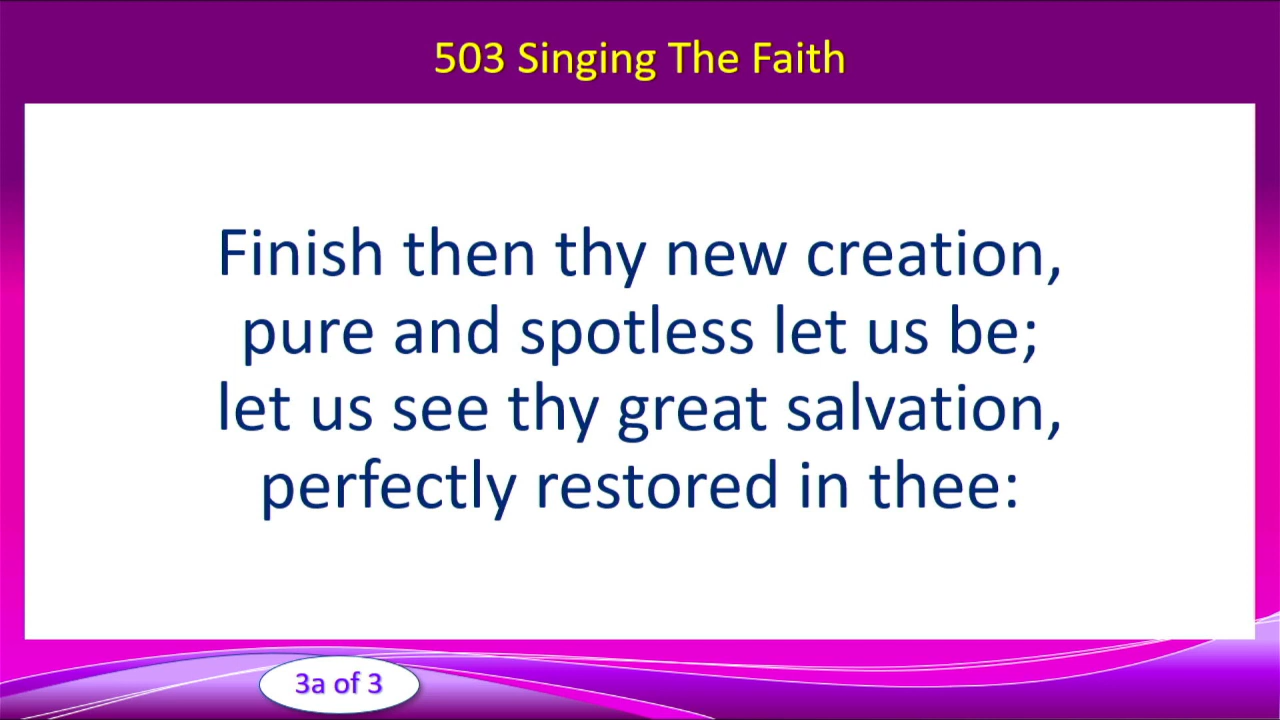 503 Singing The Faith
Finish then thy new creation,
pure and spotless let us be;
let us see thy great salvation,
perfectly restored in thee:
3a of 3